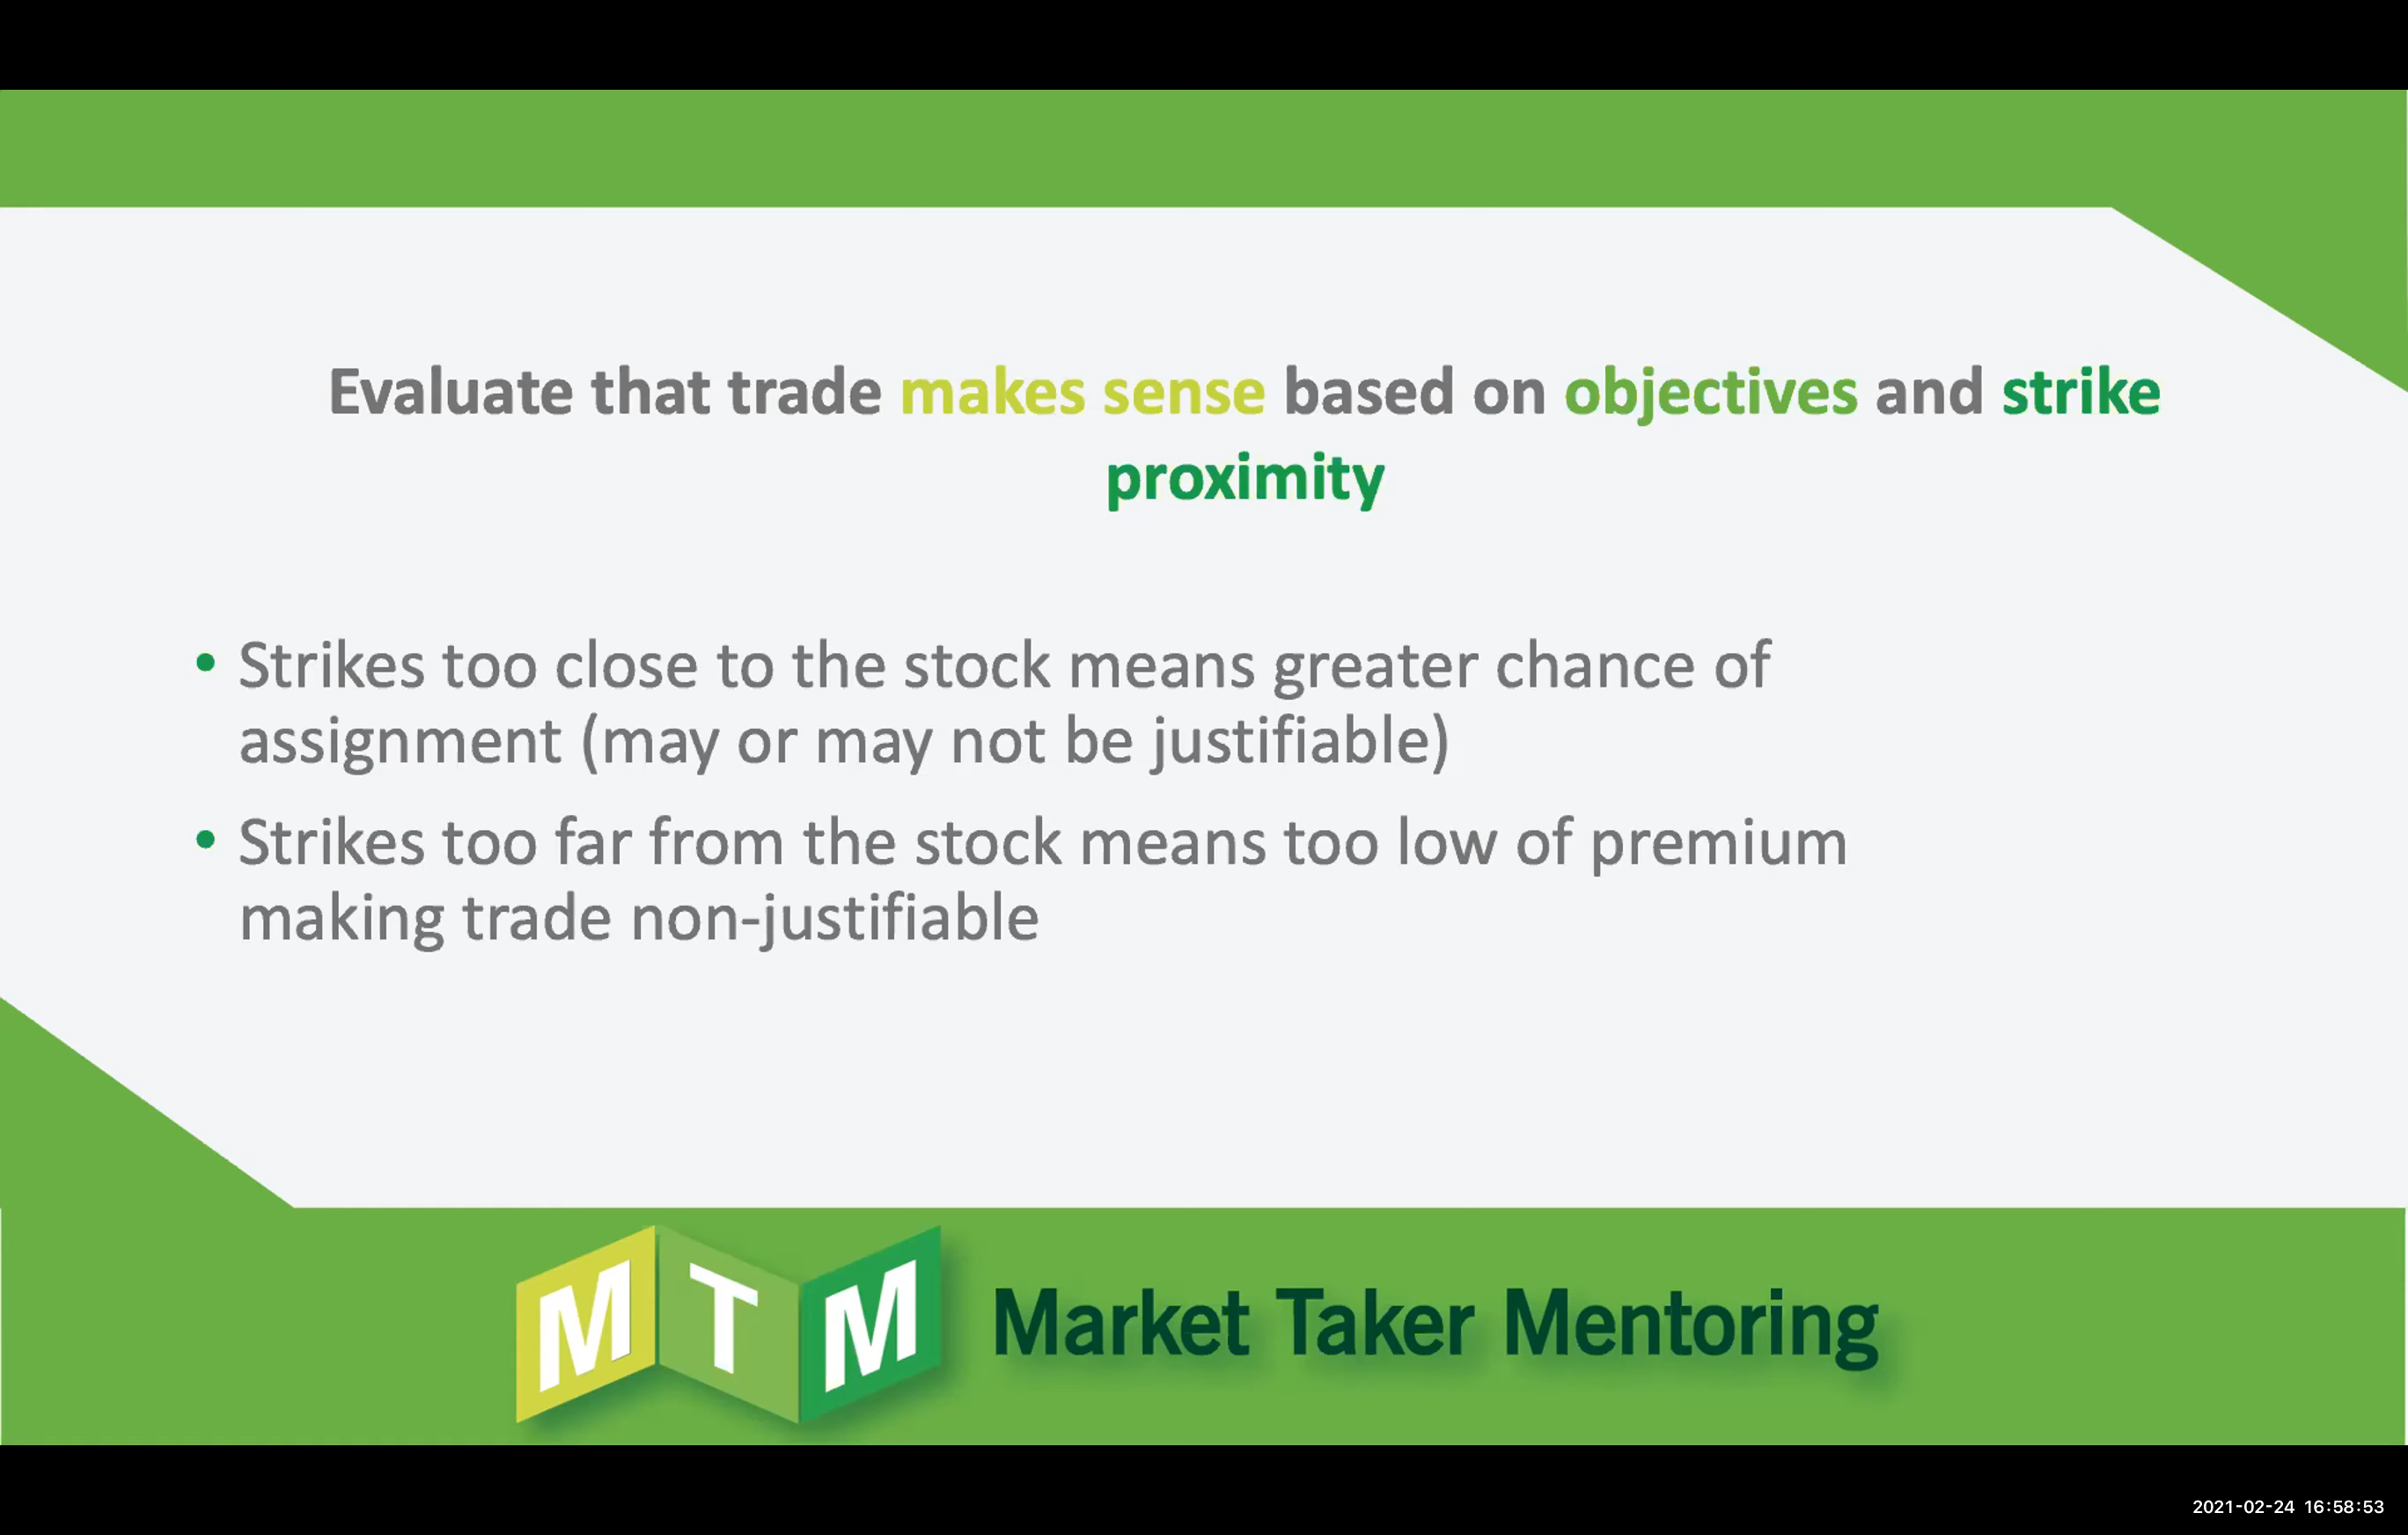 Evaluate that trade makes sense based on objectives and strike
proximity
• Strikes too close to the stock means greater chance of
assignment (may or may not be justifiable)
• Strikes too far from the stock means too low of premium
making trade non-justifiable
MTM Market Taker Mentoring
2021-02-24 16:58:53